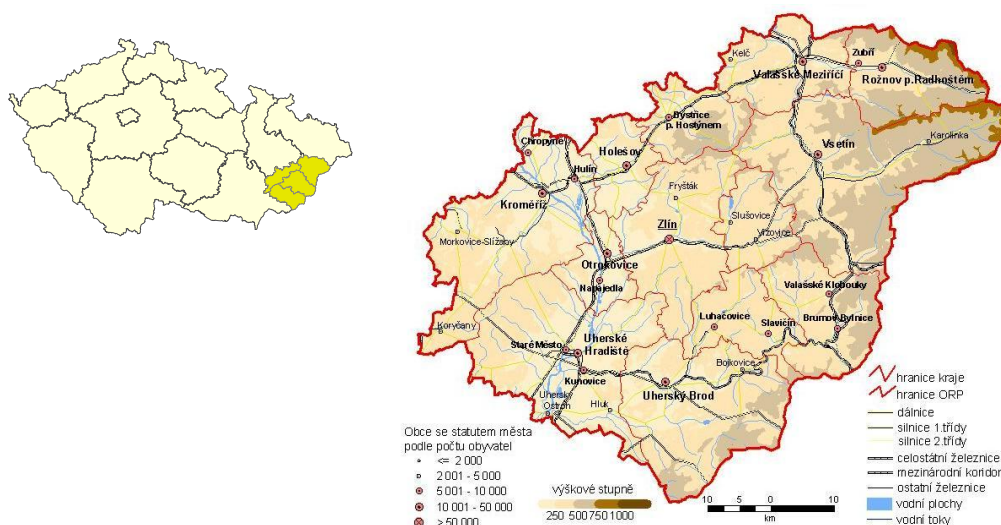 Kelč
Zubří
Valašské Meziříčí
Rožnov p.Radhoštěm
Bystřice
p. Hostýnem
Karolinka
Chropyně
Holešov
Vsetín
Hulín
Kroměříž
Fryšták
Slušovice
Zlín
Vizovice
Morkovice-Slížany
Otrokovice
Napajedla
Valašské Klobouky
Luhačovice
Slavičín
Brumov Bylnice
Koryčany
Staré Město
Uherské
Hradiště
Bojkovice
Kunovice
Uherský Brod
Uherský
Ostroh
Hluk
Obce se statutem města
podle počtu obyvatel
<= 2 000
2 001 - 5 000
5 001 - 10 000
10 001 - 50 000
> 50 000
výškové stupně
250 500 750 1000
10 5 0 10
km
hranice kraje
hranice ORP
dálnice
silnice 1.třídy
silnice 2.třídy
celostátní železnice
mezinárodní koridor
ostatní železnice
vodní plochy
vodní toky